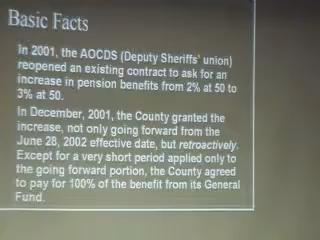 Basic Facts
In 2001, the AOCDS (Deputy Sheriffs' union)
reopened an existing contract to ask for an
increase in pension benefits from 2% at 50 to
3% at 50.
In December, 2001, the County granted the
increase, not only going forward from the
June 28, 2002 effective date, but retroactively.
Except for a very short period applied only to
the going forward portion, the County agreed
to pay for 100% of the benefit from its General
Fund.